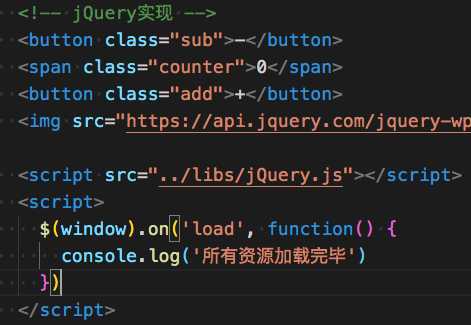 <!-- jQuery实现 -->
<button class="sub">-</button>
<span class="counter">0</span>
<button class="add">+</button>
<img src="https://api.jquery.com/jquery-wp
<script src="../libs/jQuery.js"></script>
<script>
$(window).on('load', function() {
console.log('所有资源加载完毕')
})
</script>